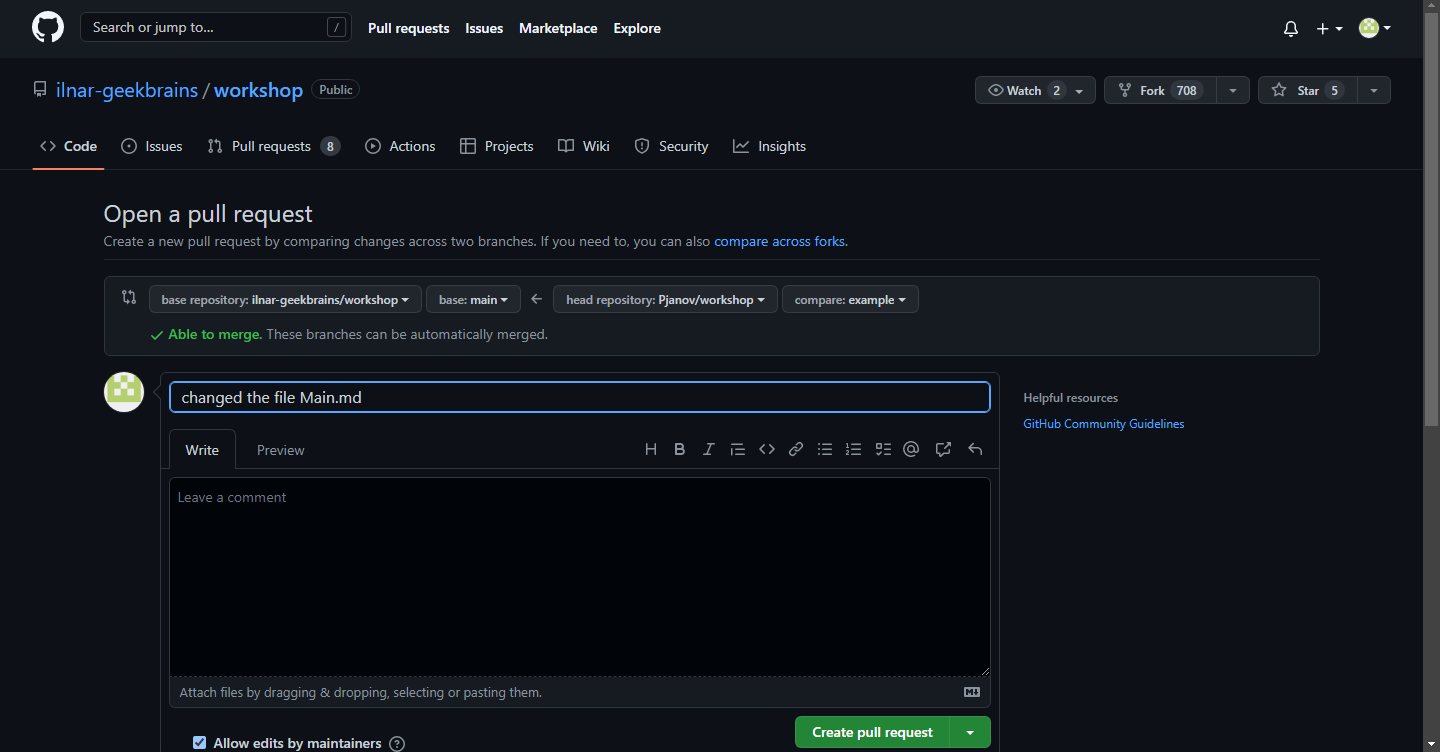 Search or jump to... /
Pull requests Issues Marketplace Explore
ilnar-geekbrains / workshop Public
Watch 2 Fork 708 Star 5
Code Issues Pull requests 8 Actions Projects Wiki Security Insights
Open a pull request
Create a new pull request by comparing changes across two branches. If you need to, you can also compare across forks.
base repository: ilnar-geekbrains/workshop base: main head repository: Pjanov/workshop compare: example
Able to merge. These branches can be automatically merged.
changed the file Main.md
Helpful resources
GitHub Community Guidelines
Write Preview
Leave a comment
Attach files by dragging & dropping, selecting or pasting them.
Allow edits by maintainers
Create pull request